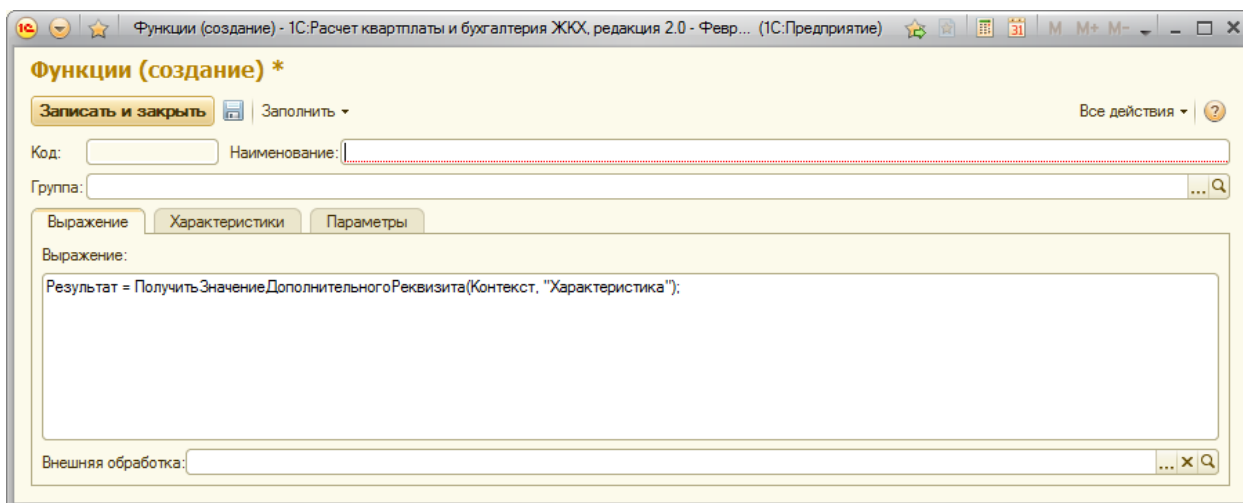 Функции (создание) - 1С:Расчет квартплаты и бухгалтерия ЖКХ, редакция 2.0 - Февр... (1С:Предприятие) 31 M M+ M-
Функции (создание) *
Записать и закрыть Заполнить Все действия ?
Код: Наименование:
Группа: ...
Выражение Характеристики Параметры
Выражение:
Результат = ПолучитьЗначениеДополнительногоРеквизита(Контекст, "Характеристика");
Внешняя обработка: ...